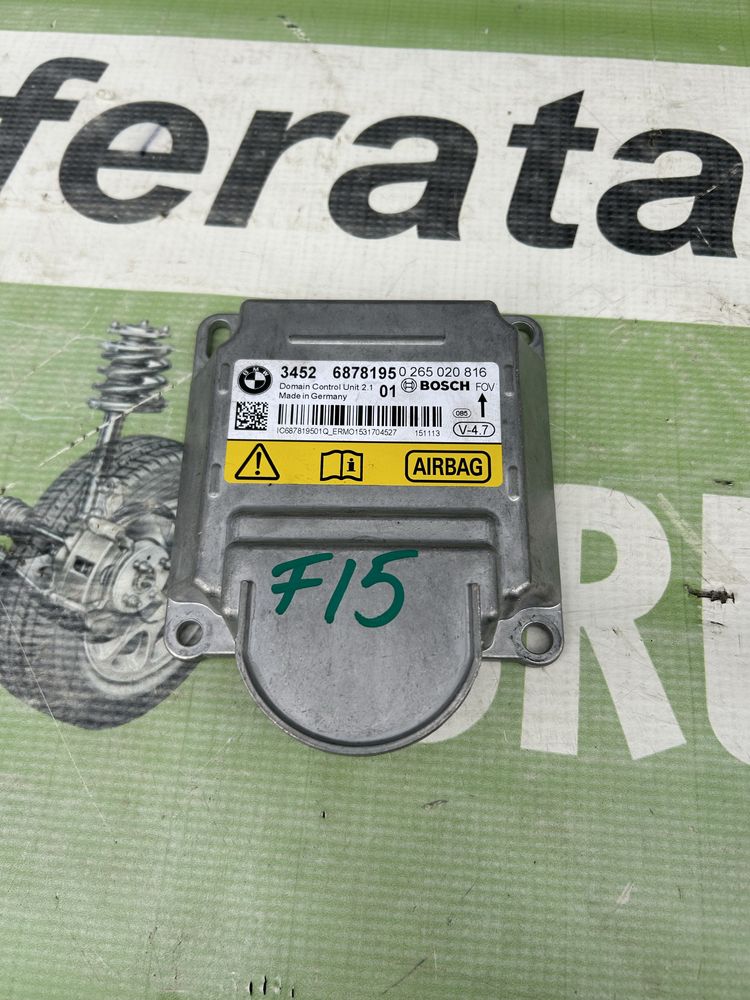 ferata
3452 6878195 0 265 020 816
Domain Control Unit 2.1 01 BOSCH FOV
Made in Germany
085
IC687819501Q_ERMO1531704527 151113 V-4.7
AIRBAG
F15
RU